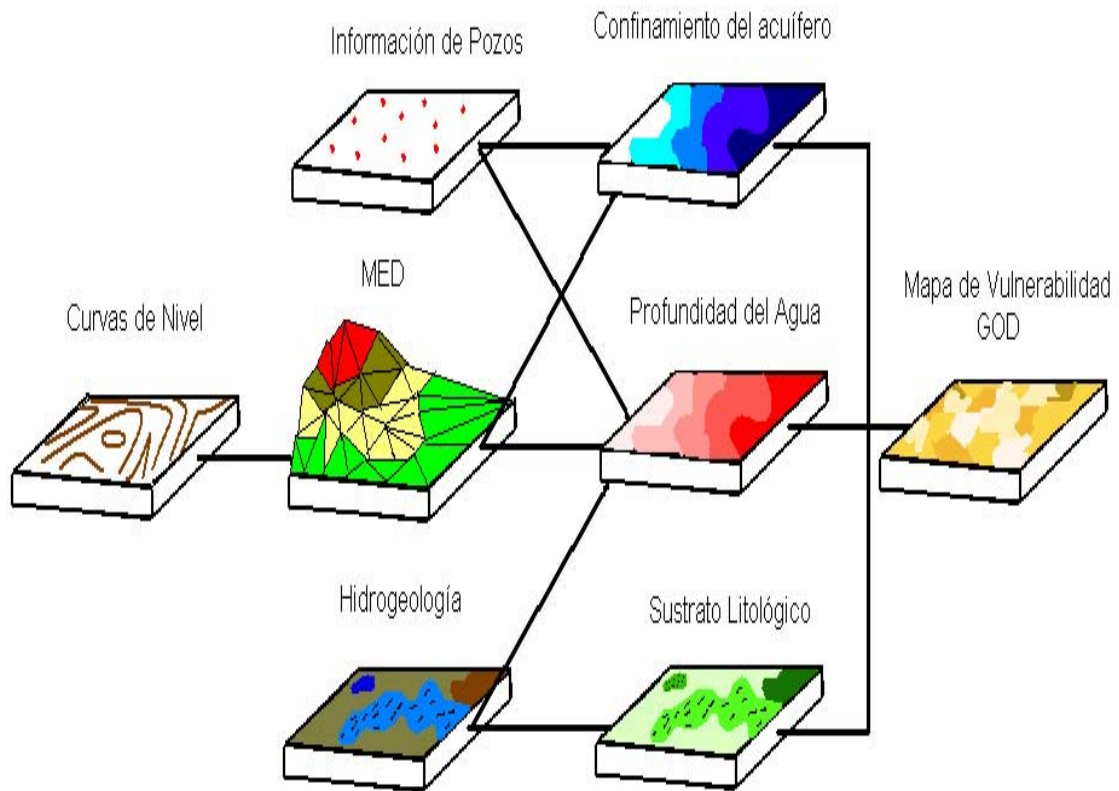 Información de Pozos
Confinamiento del acuífero
MED
Curvas de Nivel
Profundidad del Agua
Mapa de Vulnerabilidad
GOD
Hidrogeología
Sustrato Litológico